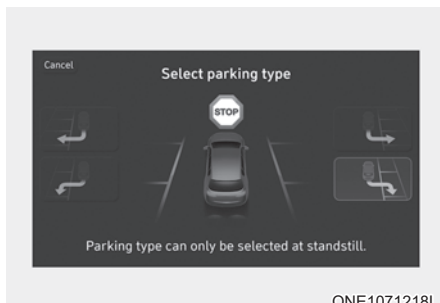 Cancel
Select parking type
STOP
Parking type can only be selected at standstill.
ONE1071218L